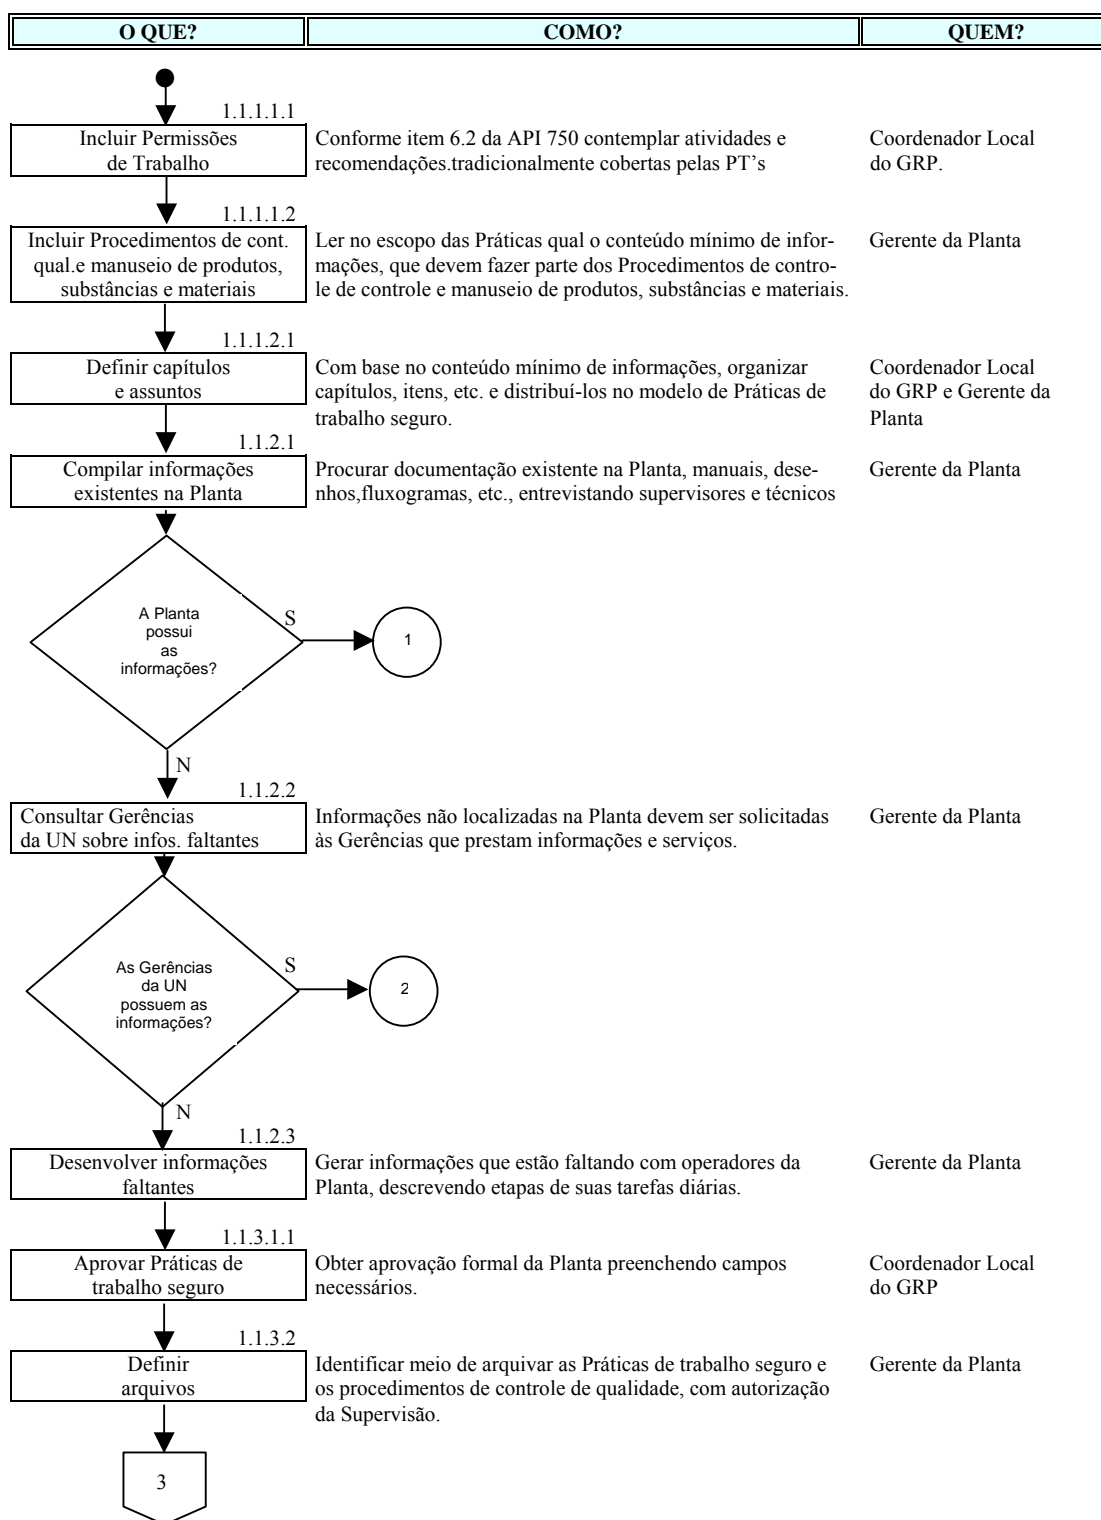 O QUE?
COMO?
QUEM?
1.1.1.1.1
Incluir Permissões
de Trabalho
Conforme item 6.2 da API 750 contemplar atividades e
recomendações.tradicionalmente cobertas pelas PT’s
Coordenador Local
do GRP.
1.1.1.1.2
Incluir Procedimentos de cont.
qual.e manuseio de produtos,
substâncias e materiais
Ler no escopo das Práticas qual o conteúdo mínimo de infor-
mações, que devem fazer parte dos Procedimentos de contro-
le de controle e manuseio de produtos, substâncias e materiais.
Gerente da Planta
1.1.1.2.1
Definir capítulos
e assuntos
Com base no conteúdo mínimo de informações, organizar
capítulos, itens, etc. e distribuí-los no modelo de Práticas de
trabalho seguro.
Coordenador Local
do GRP e Gerente da
Planta
1.1.2.1
Compilar informações
existentes na Planta
Procurar documentação existente na Planta, manuais, dese-
nhos,fluxogramas, etc., entrevistando supervisores e técnicos
Gerente da Planta
A Planta
possui
as
informações?
S
1
N
1.1.2.2
Consultar Gerências
da UN sobre infos. faltantes
Informações não localizadas na Planta devem ser solicitadas
às Gerências que prestam informações e serviços.
Gerente da Planta
As Gerências
da UN
possuem as
informações?
S
2
N
1.1.2.3
Desenvolver informações
faltantes
Gerar informações que estão faltando com operadores da
Planta, descrevendo etapas de suas tarefas diárias.
Gerente da Planta
1.1.3.1.1
Aprovar Práticas de
trabalho seguro
Obter aprovação formal da Planta preenchendo campos
necessários.
Coordenador Local
do GRP
1.1.3.2
Definir
arquivos
Identificar meio de arquivar as Práticas de trabalho seguro e
os procedimentos de controle de qualidade, com autorização
da Supervisão.
Gerente da Planta
3